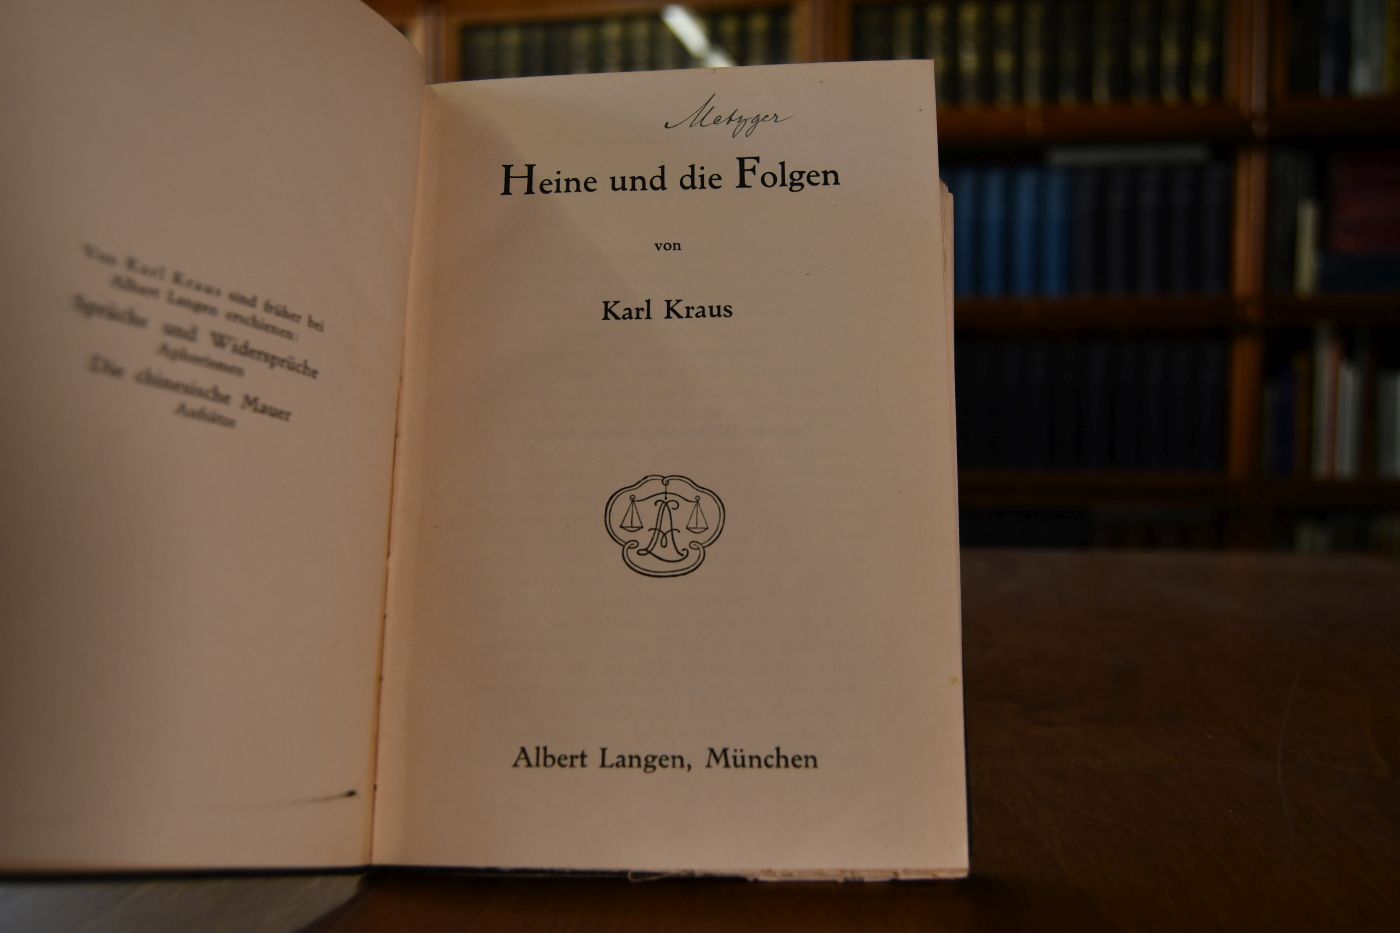 Von Karl Kraus sind früher bei
Albert Langen erschienen:
Sprüche und Widersprüche
Aphorismen
Die chinesische Mauer
Aufsätze
Metzger
Heine und die Folgen
von
Karl Kraus
AL
Albert Langen, München